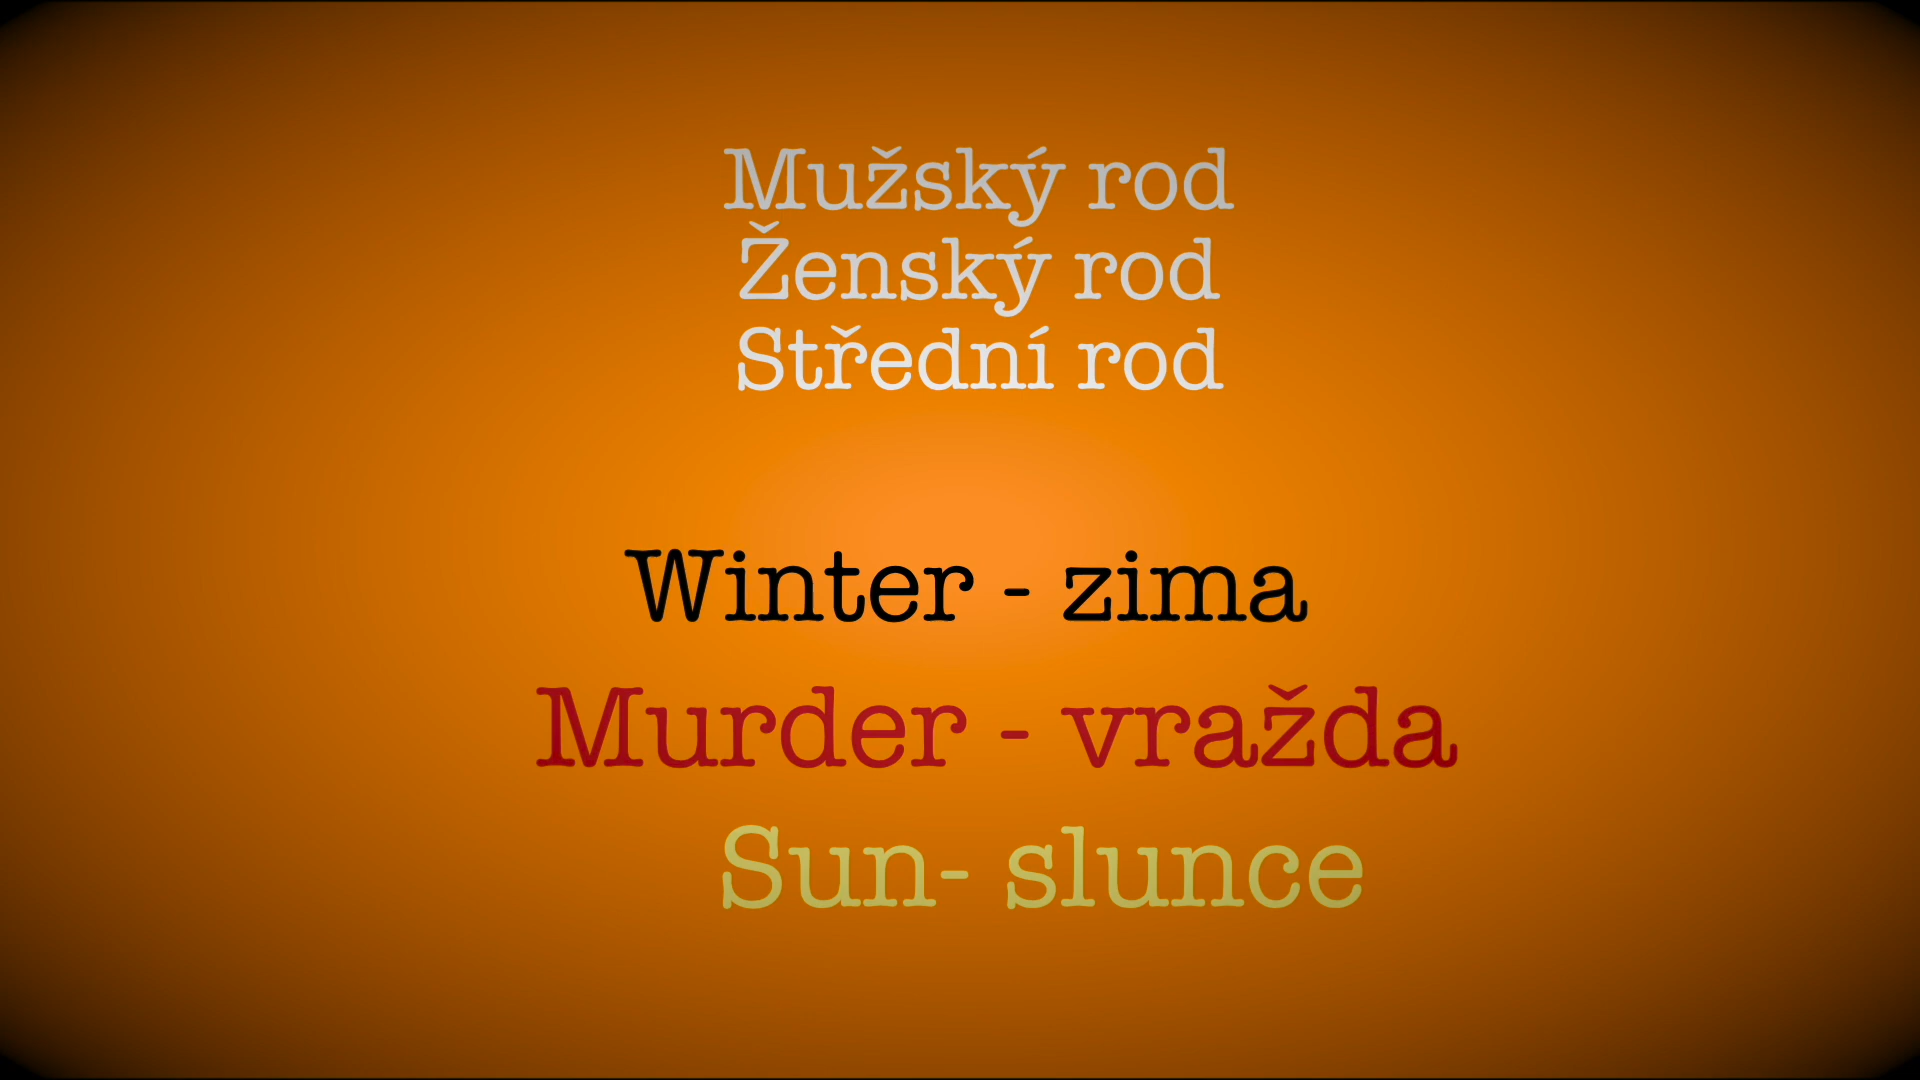 Mužský rod
Ženský rod
Střední rod
Winter - zima
Murder - vražda
Sun- slunce